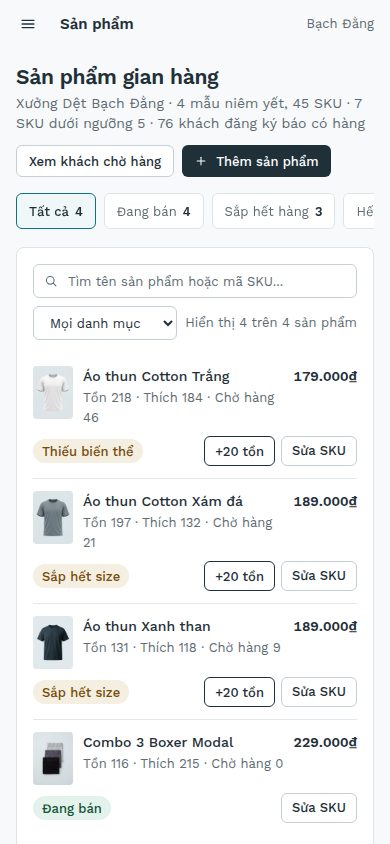 Sản phẩm
Bạch Đằng
Sản phẩm gian hàng
Xưởng Dệt Bạch Đằng · 4 mẫu niêm yết, 45 SKU · 7
SKU dưới ngưỡng 5 · 76 khách đăng ký báo có hàng
Xem khách chờ hàng
+ Thêm sản phẩm
Tất cả 4
Đang bán 4
Sắp hết hàng 3
Hế
Tìm tên sản phẩm hoặc mã SKU...
Mọi danh mục
Hiển thị 4 trên 4 sản phẩm
Áo thun Cotton Trắng
179.000₫
Tồn 218 · Thích 184 · Chờ hàng
46
Thiếu biến thể
+20 tồn
Sửa SKU
Áo thun Cotton Xám đá
189.000₫
Tồn 197 · Thích 132 · Chờ hàng
21
Sắp hết size
+20 tồn
Sửa SKU
Áo thun Xanh than
189.000₫
Tồn 131 · Thích 118 · Chờ hàng 9
Sắp hết size
+20 tồn
Sửa SKU
Combo 3 Boxer Modal
229.000₫
Tồn 116 · Thích 215 · Chờ hàng 0
Đang bán
Sửa SKU